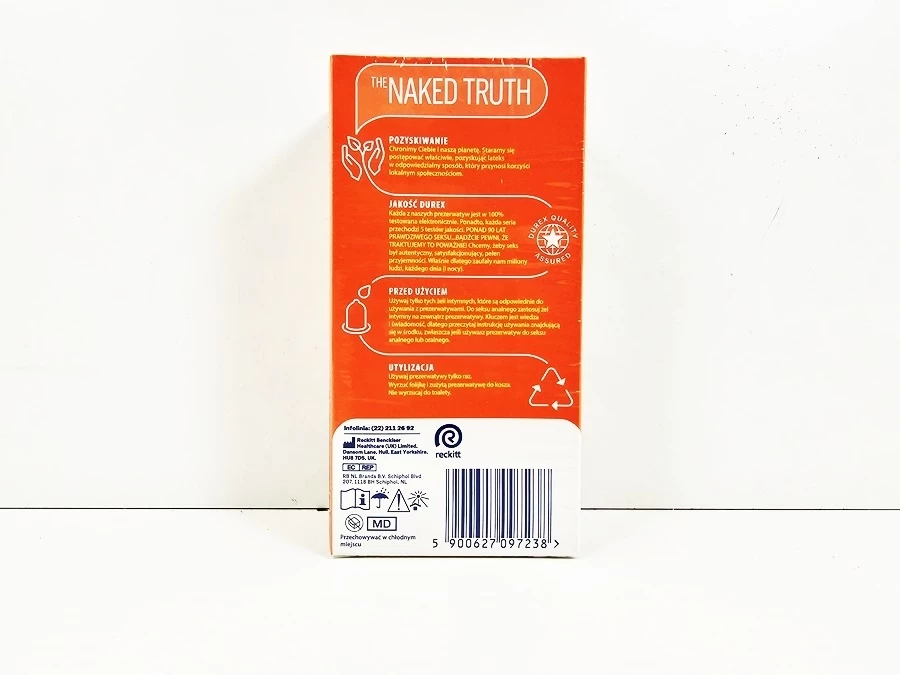 THE NAKED TRUTH
POZYSKIWANIE
Chronimy Ciebie i naszą planetę. Staramy się
postępować właściwie, pozyskując lateks
w odpowiedzialny sposób, który przynosi korzyści
lokalnym społecznościom.
JAKOŚĆ DUREX
Każda z naszych prezerwatyw jest w 100%
testowana elektronicznie. Ponadto, każda seria
przechodzi 5 testów jakości. PONAD 90 LAT
PRAWDZIWEGO SEKSU...BĄDŹCIE PEWNI, ŻE
TRAKTUJEMY TO POWAŻNIE! Chcemy, żeby seks
był autentyczny, satysfakcjonujący, pełen
przyjemności. Właśnie dlatego zaufały nam miliony
ludzi, każdego dnia (i nocy).
DUREX QUALITY
ASSURED
PRZED UŻYCIEM
Używaj tylko tych żeli intymnych, które są odpowiednie do
używania z prezerwatywami. Do seksu analnego zastosuj żel
intymny na zewnątrz prezerwatywy. Kluczem jest wiedza
i świadomość, dlatego przeczytaj instrukcję używania znajdującą
się w środku, zwłaszcza jeśli używasz prezerwatyw do seksu
analnego lub oralnego.
UTYLIZACJA
Używaj prezerwatywy tylko raz.
Wyrzuć folijkę i zużytą prezerwatywę do kosza.
Nie wyrzucaj do toalety.
Infolinia: (22) 211 26 92
Reckitt Benckiser
Healthcare (UK) Limited,
Dansom Lane, Hull, East Yorkshire,
HU8 7DS, UK.
reckitt
EC REP
RB NL Brands B.V. Schiphol Blvd
207, 1118 BH Schiphol, NL
MD
Przechowywać w chłodnym
miejscu
5 900627 097238 >